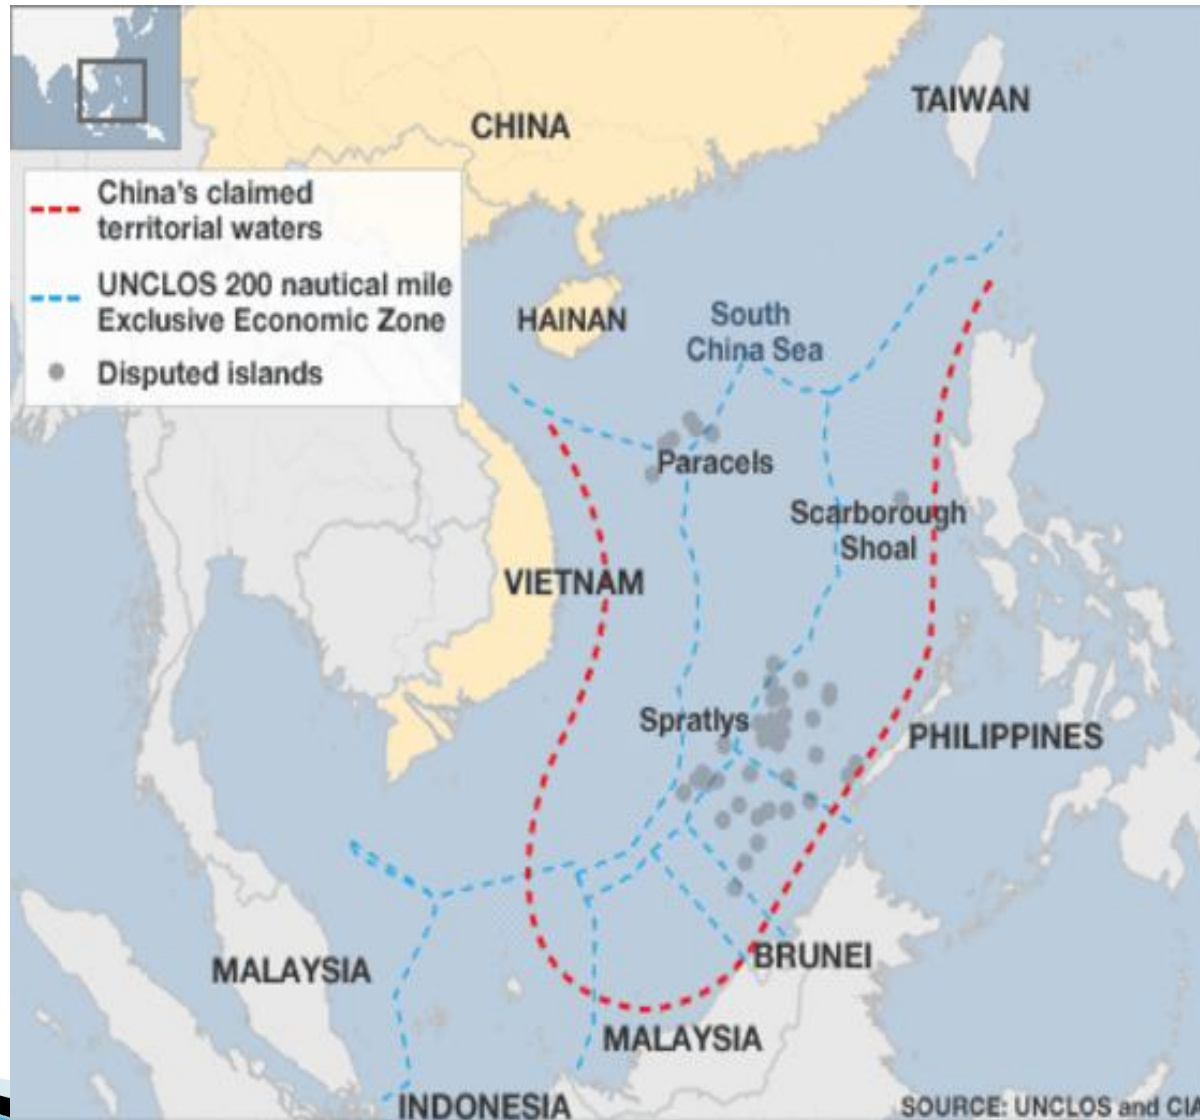 TAIWAN
CHINA
China's claimed
territorial waters
UNCLOS 200 nautical mile
Exclusive Economic Zone
Disputed islands
HAINAN
South
China Sea
Paracels
Scarborough
Shoal
VIETNAM
Spratlys
PHILIPPINES
BRUNEI
MALAYSIA
MALAYSIA
INDONESIA
SOURCE: UNCLOS and CIA